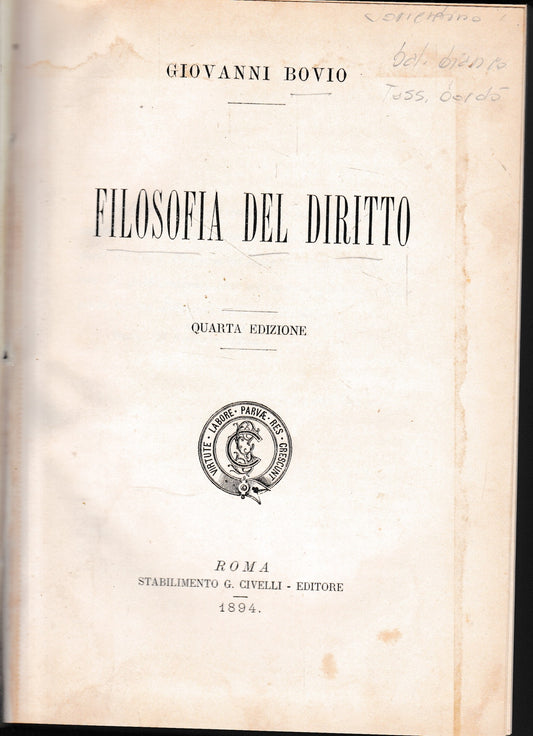 GIOVANNI BOVIO
FILOSOFIA DEL DIRITTO
QUARTA EDIZIONE
VIRTUTE · LABORE · PARVÆ · RES · CRESCUNT
ROMA
STABILIMENTO G. CIVELLI - EDITORE
1894.